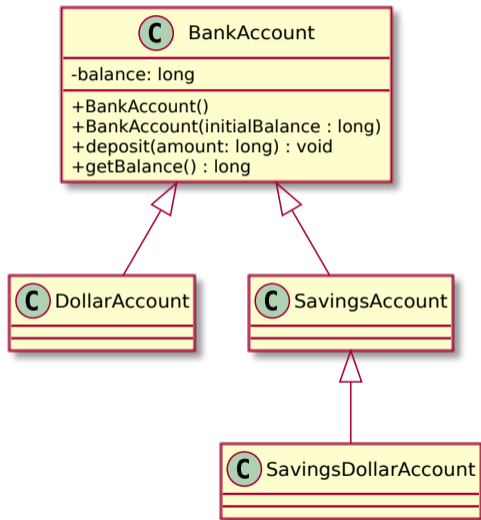 C BankAccount
-balance: long
+BankAccount()
+BankAccount(initialBalance : long)
+deposit(amount: long) : void
+getBalance() : long
C DollarAccount
C SavingsAccount
C SavingsDollarAccount